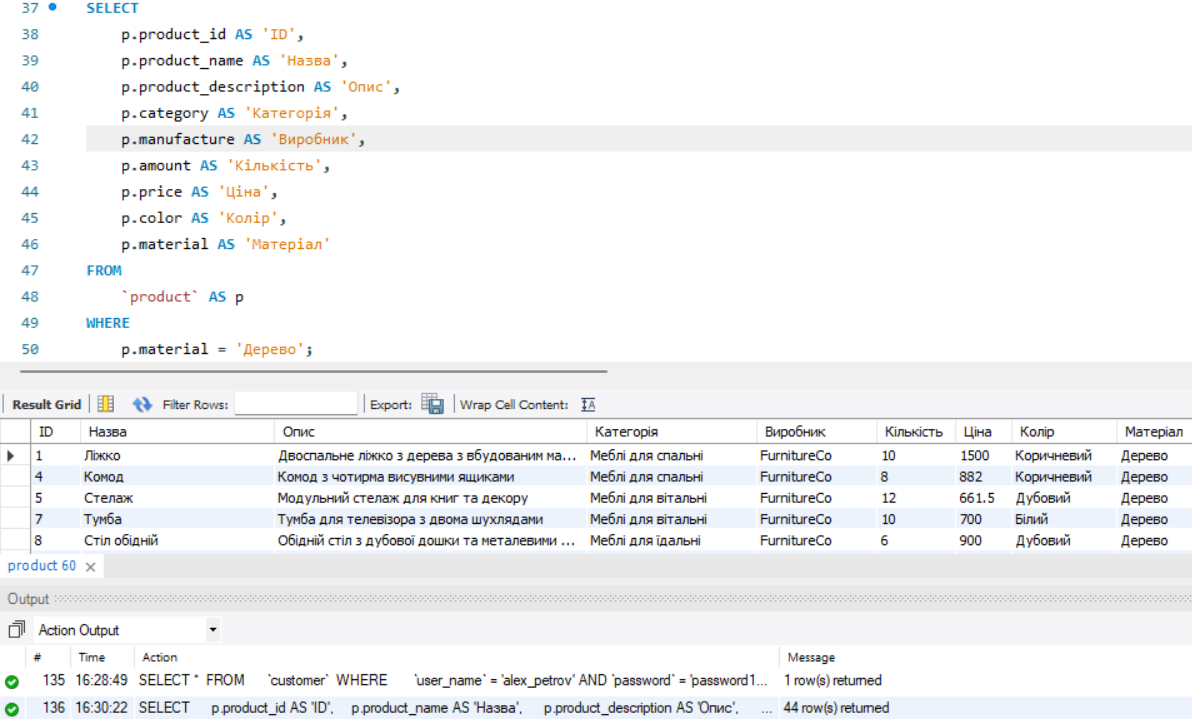 37 SELECT
38 p.product_id AS 'ID',
39 p.product_name AS 'Назва',
40 p.product_description AS 'Опис',
41 p.category AS 'Категорія',
42 p.manufacture AS 'Виробник',
43 p.amount AS 'Кількість',
44 p.price AS 'Ціна',
45 p.color AS 'Колір',
46 p.material AS 'Матеріал'
47 FROM
48 `product` AS p
49 WHERE
50 p.material = 'Дерево';
Result Grid Filter Rows: Export: Wrap Cell Content: IA
ID Назва Опис Категорія Виробник Кількість Ціна Колір Матеріал
1 Ліжко Двоспальне ліжко з дерева з вбудованим ма... Меблі для спальні FurnitureCo 10 1500 Коричневий Дерево
4 Комод Комод з чотирма висувними ящиками Меблі для спальні FurnitureCo 8 882 Коричневий Дерево
5 Стелаж Модульний стелаж для книг та декору Меблі для вітальні FurnitureCo 12 661.5 Дубовий Дерево
7 Тумба Тумба для телевізора з двома шухлядами Меблі для вітальні FurnitureCo 10 700 Білий Дерево
8 Стіл обідній Обідній стіл з дубової дошки та металевими ... Меблі для їдальні FurnitureCo 6 900 Дубовий Дерево
product 60
Output
Action Output
# Time Action Message
135 16:28:49 SELECT * FROM `customer` WHERE `user_name` = 'alex_petrov' AND `password` = 'password1... 1 row(s) returned
136 16:30:22 SELECT p.product_id AS 'ID', p.product_name AS 'Назва', p.product_description AS 'Опис', ... 44 row(s) returned